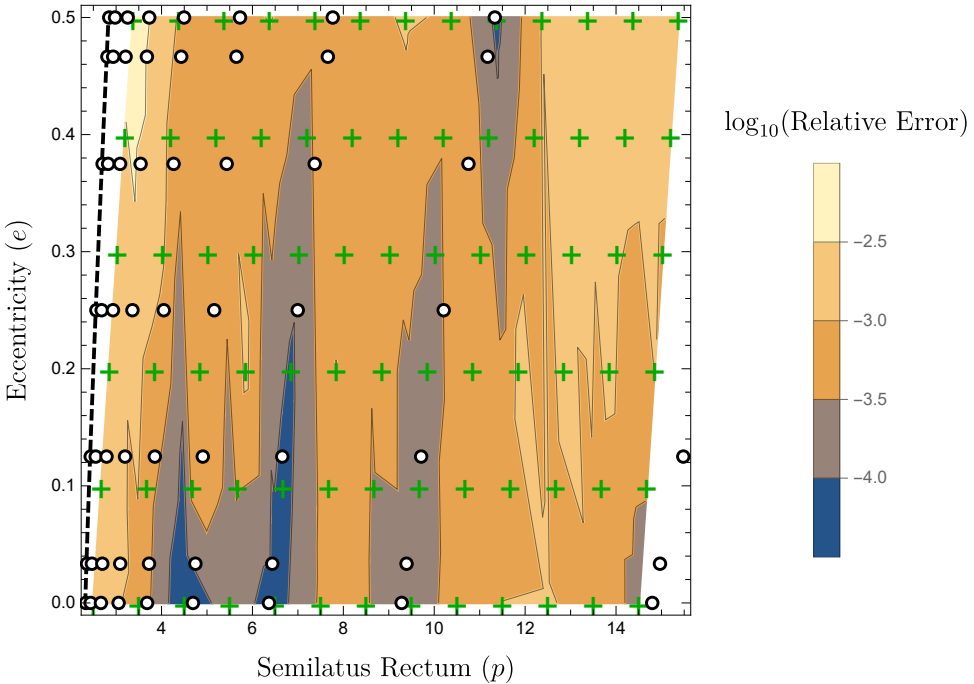 0.5
0.4
0.3
0.2
0.1
0.0
Eccentricity (e)
4 6 8 10 12 14
Semilatus Rectum (p)
log10(Relative Error)
−2.5
−3.0
−3.5
−4.0